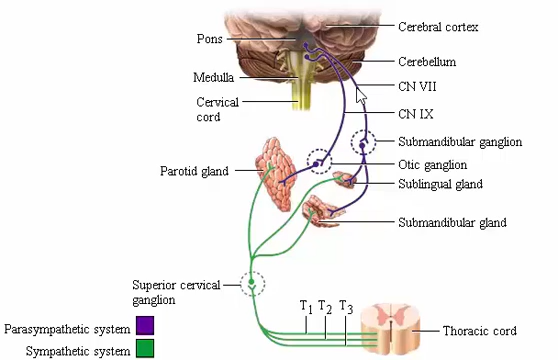 Cerebral cortex
Pons
Cerebellum
Medulla
CN VII
Cervical
cord
CN IX
Submandibular ganglion
Otic ganglion
Parotid gland
Sublingual gland
Submandibular gland
Superior cervical
ganglion
T1 T2 T3
Thoracic cord
Parasympathetic system
Sympathetic system